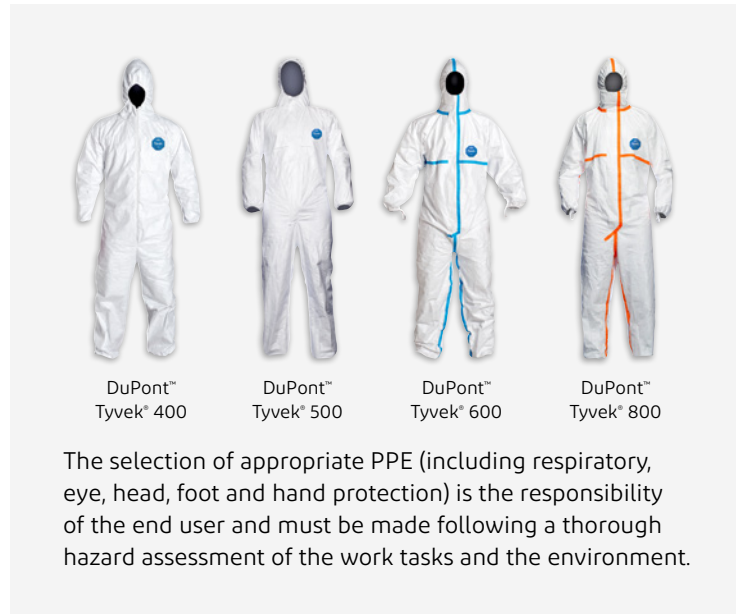 DuPont™ DuPont™ DuPont™ DuPont™
Tyvek® 400 Tyvek® 500 Tyvek® 600 Tyvek® 800
The selection of appropriate PPE (including respiratory,
eye, head, foot and hand protection) is the responsibility
of the end user and must be made following a thorough
hazard assessment of the work tasks and the environment.